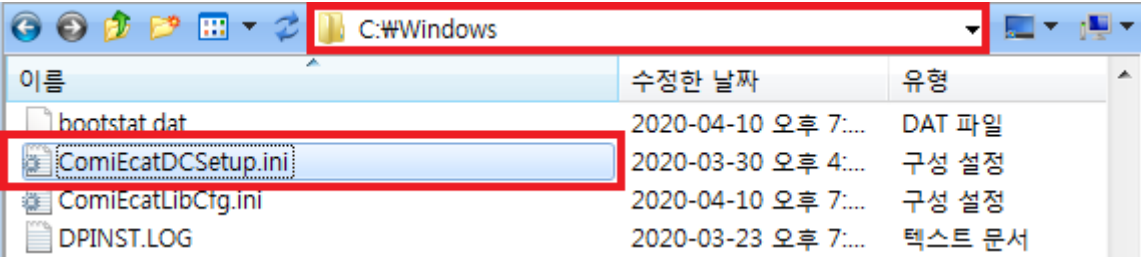 C:₩Windows
이름 수정한 날짜 유형
bootstat.dat 2020-04-10 오후 7:... DAT 파일
ComiEcatDCSetup.ini 2020-03-30 오후 4:... 구성 설정
ComiEcatLibCfg.ini 2020-04-10 오후 7:... 구성 설정
DPINST.LOG 2020-03-23 오후 7:... 텍스트 문서